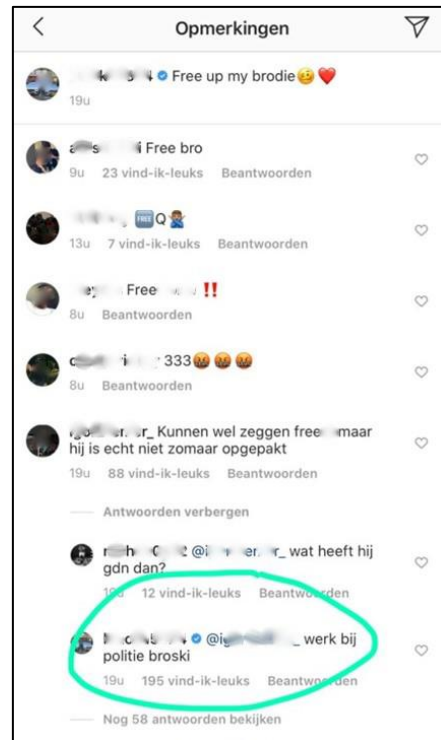 Opmerkingen
Free up my brodie🥴❤️
19u
Free bro
9u 23 vind-ik-leuks Beantwoorden
🆓Q🙅🏾‍♂️
13u 7 vind-ik-leuks Beantwoorden
Free ‼️
8u Beantwoorden
333🤬🤬🤬
8u Beantwoorden
Kunnen wel zeggen free maar
hij is echt niet zomaar opgepakt
19u 88 vind-ik-leuks Beantwoorden
Antwoorden verbergen
wat heeft hij
gdn dan?
19u 12 vind-ik-leuks Beantwoorden
werk bij
politie broski
19u 195 vind-ik-leuks Beantwoorden
Nog 58 antwoorden bekijken